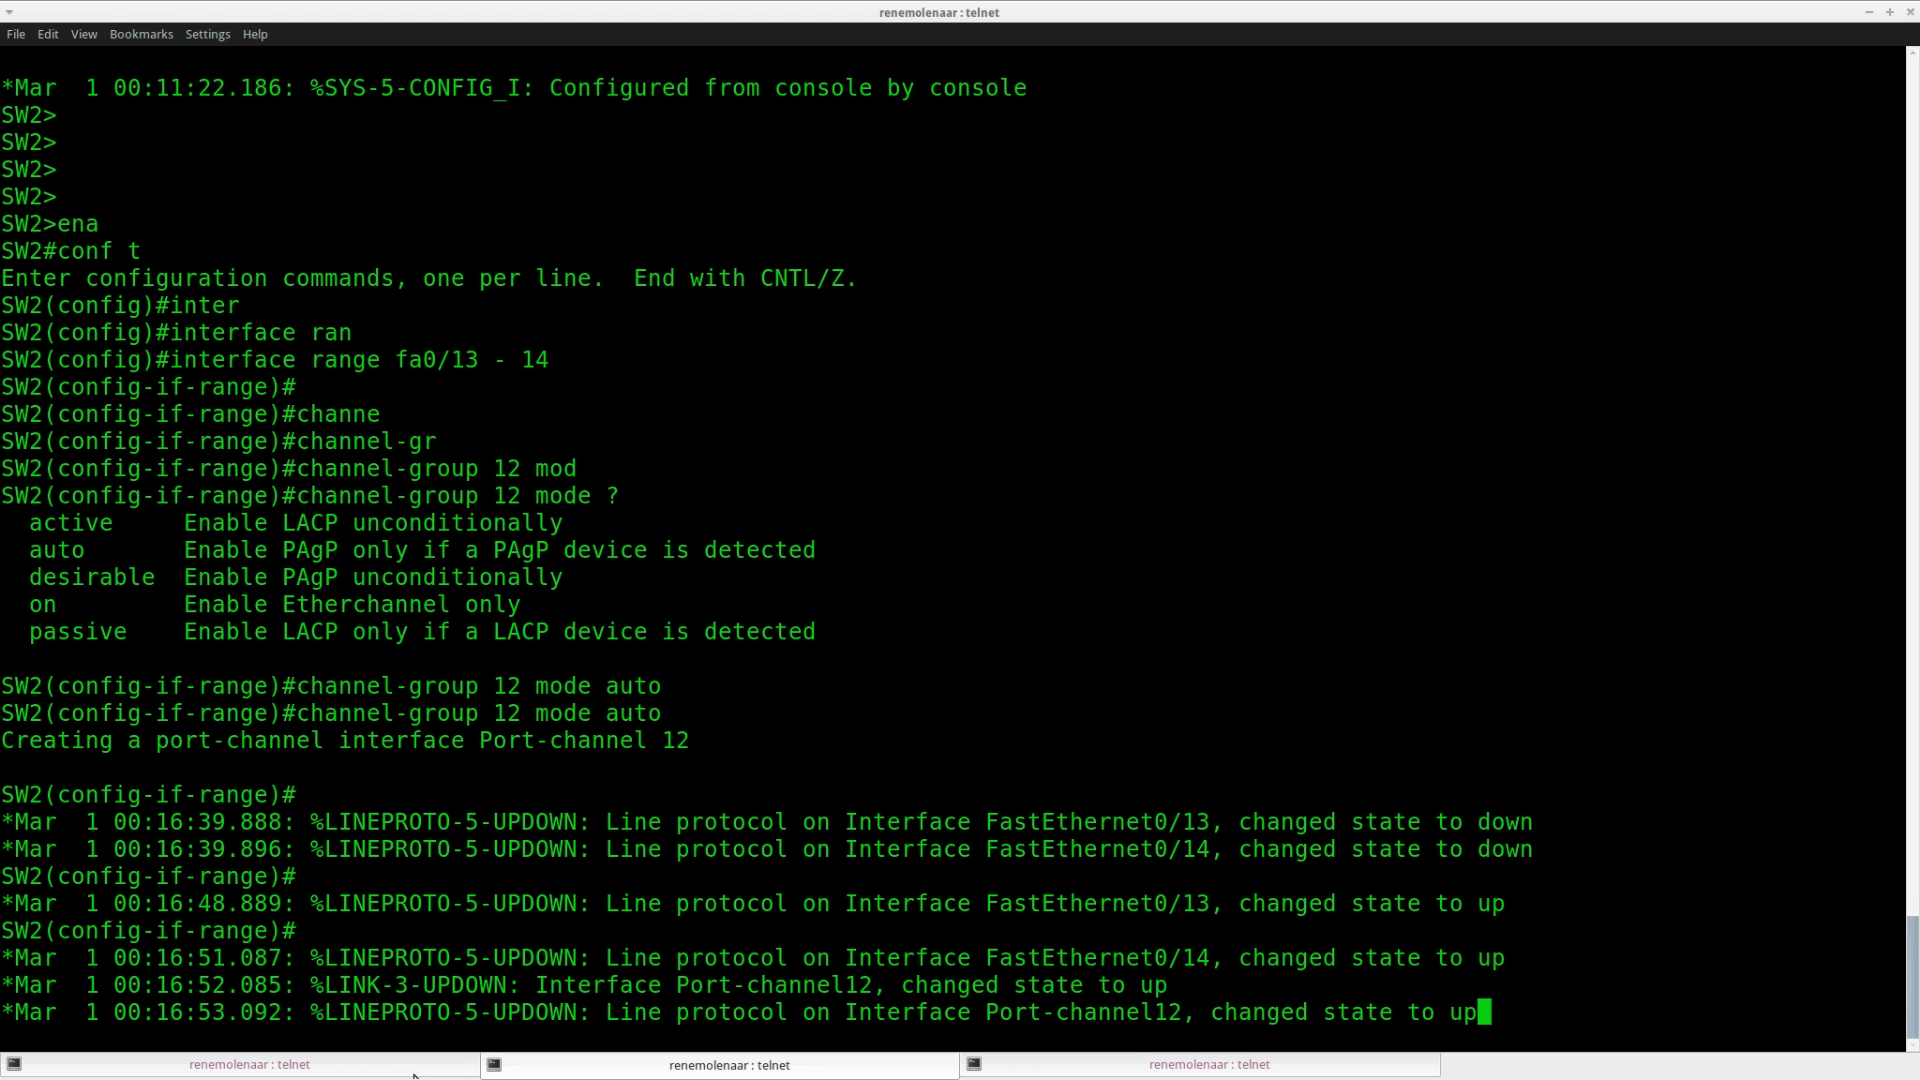 renemolenaar : telnet
File Edit View Bookmarks Settings Help
*Mar  1 00:11:22.186: %SYS-5-CONFIG_I: Configured from console by console
SW2>
SW2>
SW2>
SW2>
SW2>ena
SW2#conf t
Enter configuration commands, one per line.  End with CNTL/Z.
SW2(config)#inter
SW2(config)#interface ran
SW2(config)#interface range fa0/13 - 14
SW2(config-if-range)#
SW2(config-if-range)#channe
SW2(config-if-range)#channel-gr
SW2(config-if-range)#channel-group 12 mod
SW2(config-if-range)#channel-group 12 mode ?
  active     Enable LACP unconditionally
  auto       Enable PAgP only if a PAgP device is detected
  desirable  Enable PAgP unconditionally
  on         Enable Etherchannel only
  passive    Enable LACP only if a LACP device is detected
SW2(config-if-range)#channel-group 12 mode auto
SW2(config-if-range)#channel-group 12 mode auto
Creating a port-channel interface Port-channel 12
SW2(config-if-range)#
*Mar  1 00:16:39.888: %LINEPROTO-5-UPDOWN: Line protocol on Interface FastEthernet0/13, changed state to down
*Mar  1 00:16:39.896: %LINEPROTO-5-UPDOWN: Line protocol on Interface FastEthernet0/14, changed state to down
SW2(config-if-range)#
*Mar  1 00:16:48.889: %LINEPROTO-5-UPDOWN: Line protocol on Interface FastEthernet0/13, changed state to up
SW2(config-if-range)#
*Mar  1 00:16:51.087: %LINEPROTO-5-UPDOWN: Line protocol on Interface FastEthernet0/14, changed state to up
*Mar  1 00:16:52.085: %LINK-3-UPDOWN: Interface Port-channel12, changed state to up
*Mar  1 00:16:53.092: %LINEPROTO-5-UPDOWN: Line protocol on Interface Port-channel12, changed state to up
renemolenaar : telnet renemolenaar : telnet renemolenaar : telnet